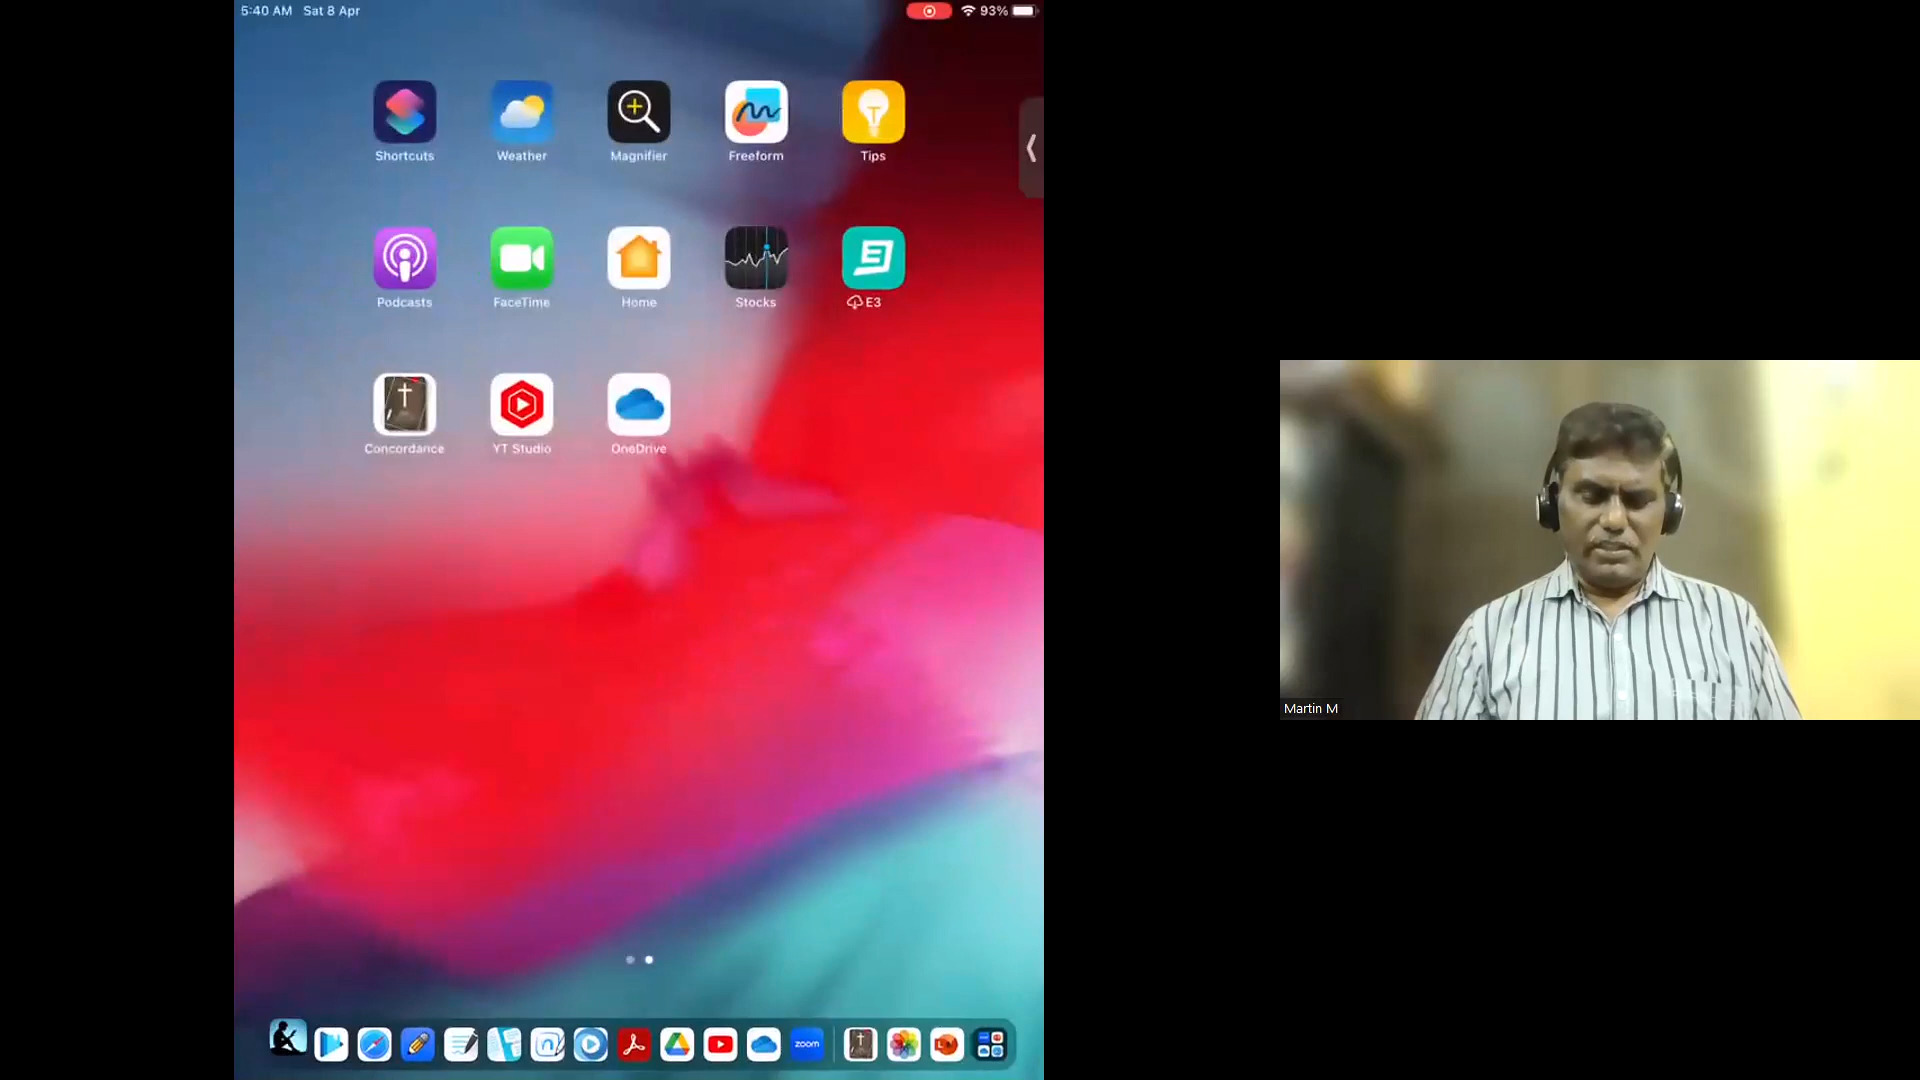 5:40 AM Sat 8 Apr
93%
Shortcuts
Weather
Magnifier
Freeform
Tips
Podcasts
FaceTime
Home
Stocks
E3
Concordance
YT Studio
OneDrive
zoom
Martin M